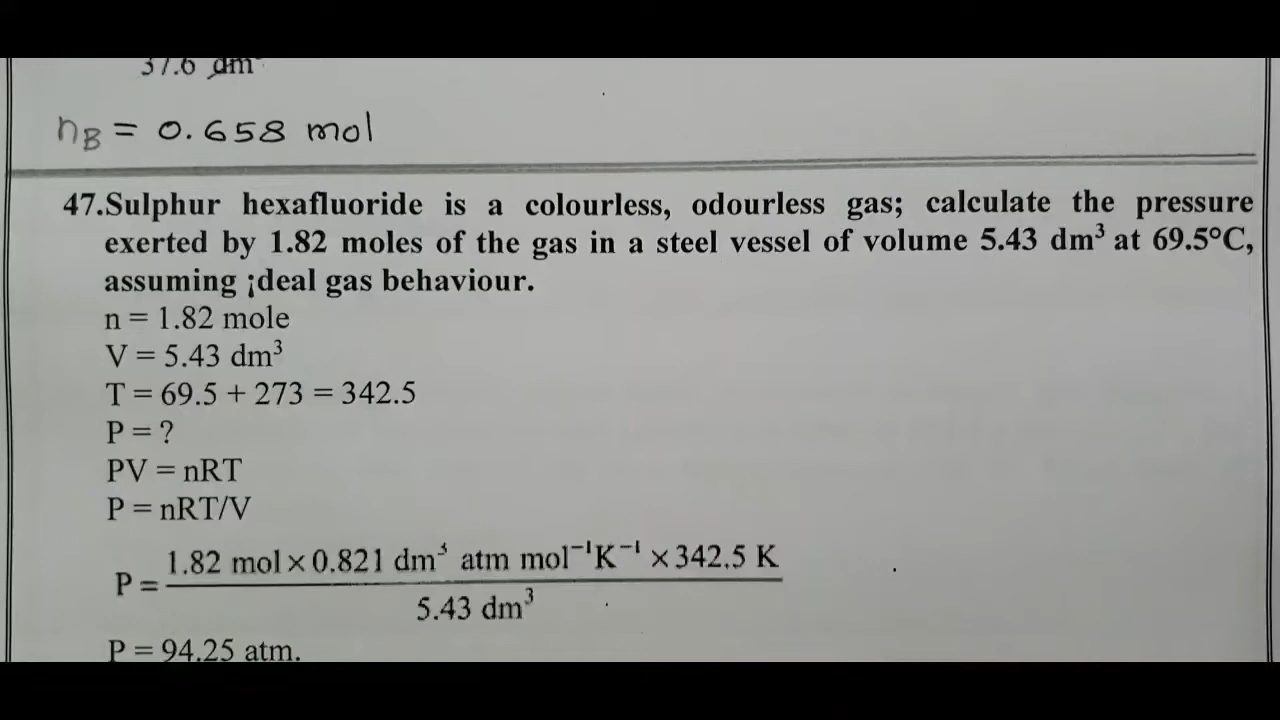 37.6 dm³
n_B = 0.658 mol
47.Sulphur hexafluoride is a colourless, odourless gas; calculate the pressure
exerted by 1.82 moles of the gas in a steel vessel of volume 5.43 dm³ at 69.5°C,
assuming ¡deal gas behaviour.
n = 1.82 mole
V = 5.43 dm³
T = 69.5 + 273 = 342.5
P = ?
PV = nRT
P = nRT/V
P = 1.82 mol × 0.821 dm³ atm mol⁻¹K⁻¹ × 342.5 K
5.43 dm³
P = 94.25 atm.